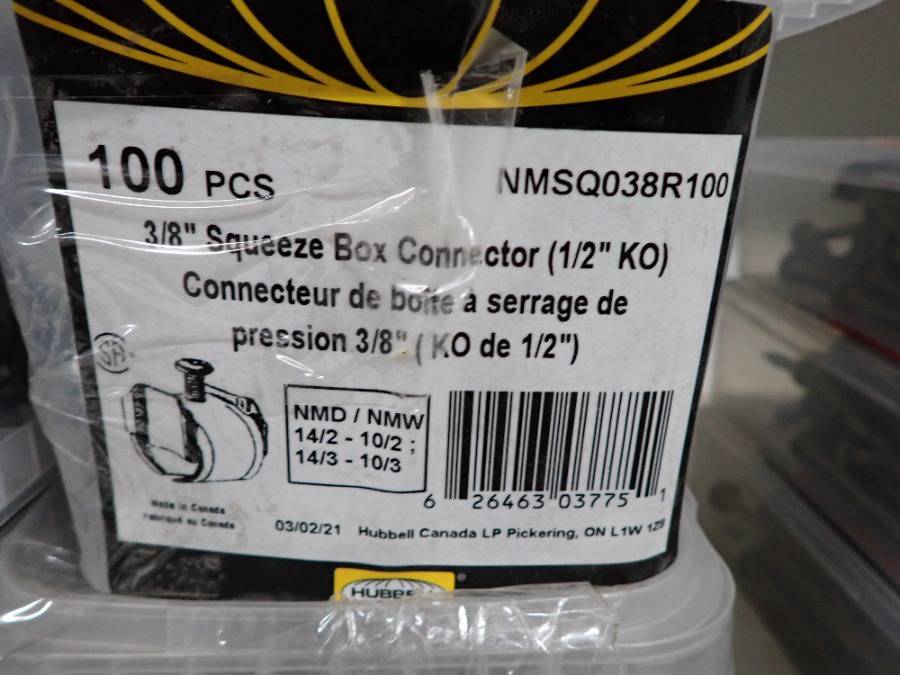 100 PCS
NMSQ038R100
3/8" Squeeze Box Connector (1/2" KO)
Connecteur de boîte à serrage de
pression 3/8" ( KO de 1/2")
NMD / NMW
14/2 - 10/2 ;
14/3 - 10/3
6 26463 03775 1
Made in Canada
Fabriqué au Canada
03/02/21 Hubbell Canada LP Pickering, ON L1W